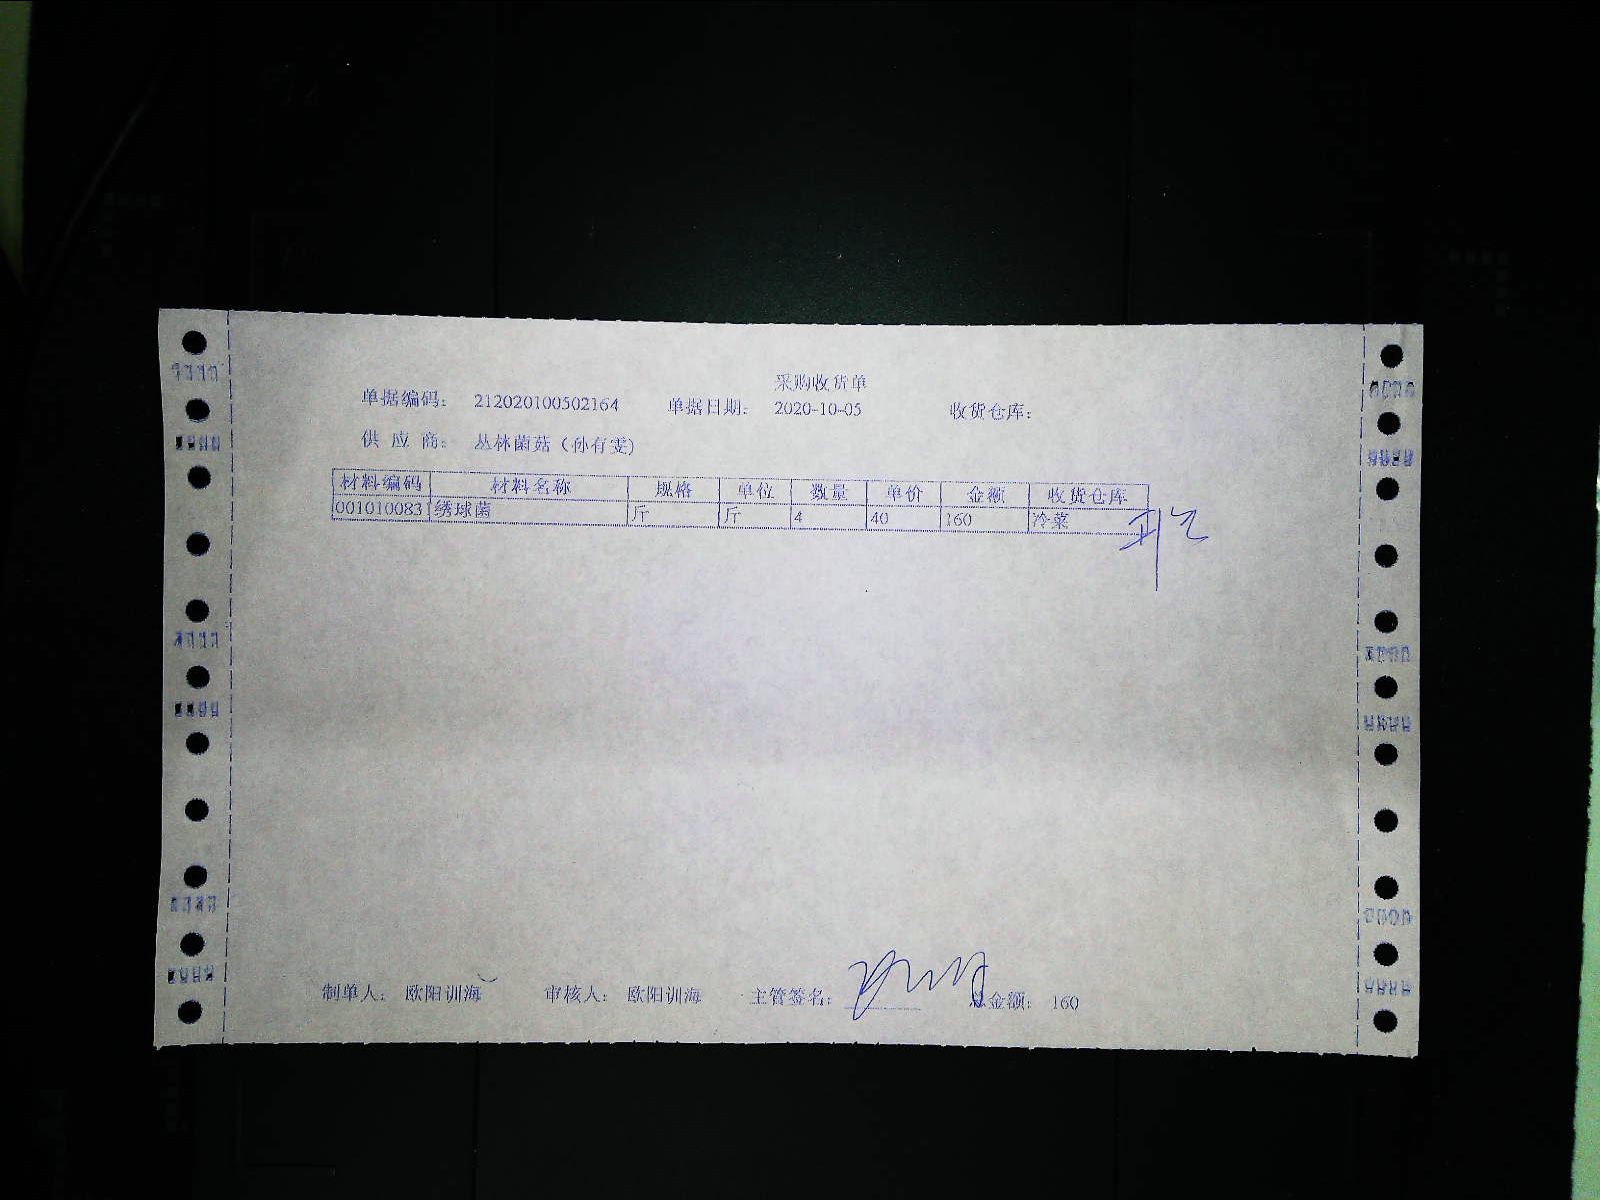 采购收货单
单据编码： 212020100502164 单据日期： 2020-10-05 收货仓库：
供 应 商： 丛林菌菇（孙有雯）
材料编码 材料名称 规格 单位 数量 单价 金额 收货仓库
001010083 绣球菌 斤 斤 4 40 160 冷菜
制单人： 欧阳训海 审核人： 欧阳训海 主管签名： 总金额： 160